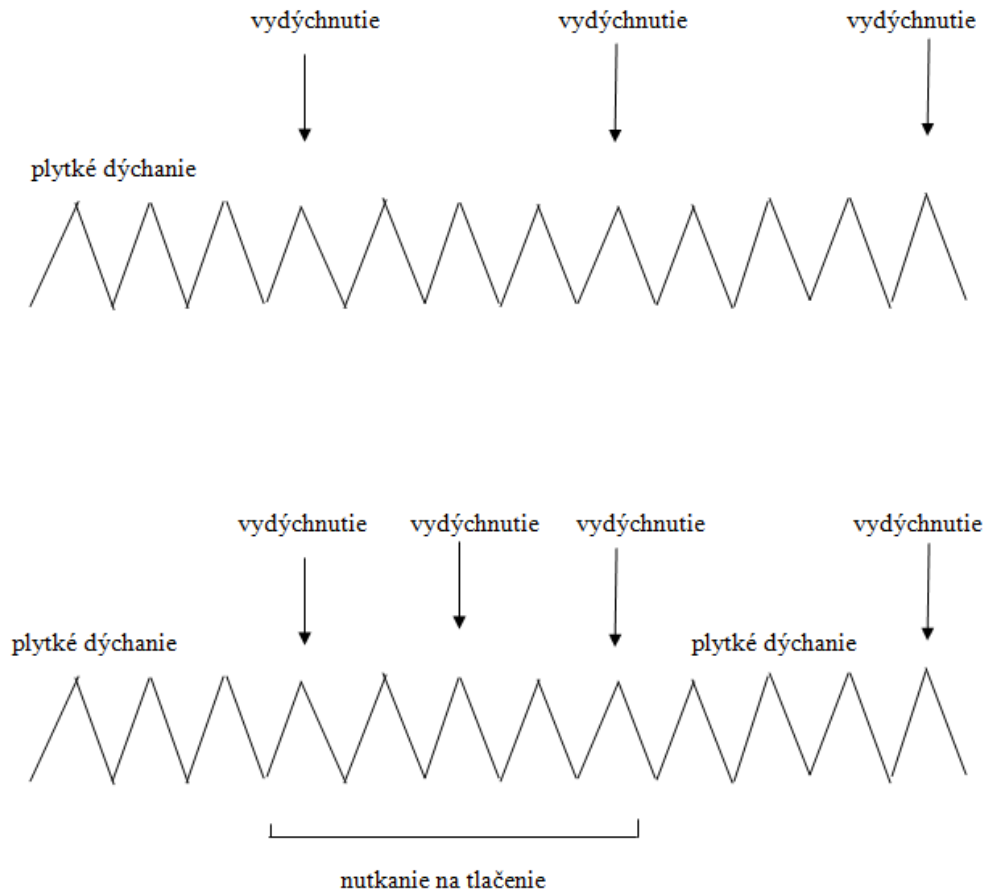 vydýchnutie vydýchnutie vydýchnutie
plytké dýchanie
vydýchnutie vydýchnutie vydýchnutie vydýchnutie
plytké dýchanie plytké dýchanie
nutkanie na tlačenie